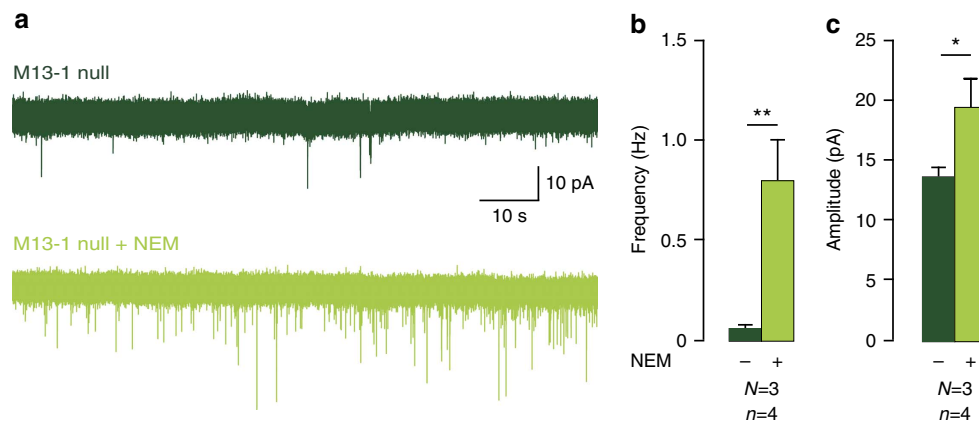 a
M13-1 null
10 pA
10 s
M13-1 null + NEM
b
Frequency (Hz)
1.5
1.0
0.5
0
**
NEM
– +
N=3
n=4
c
Amplitude (pA)
25
20
15
10
5
0
*
– +
N=3
n=4